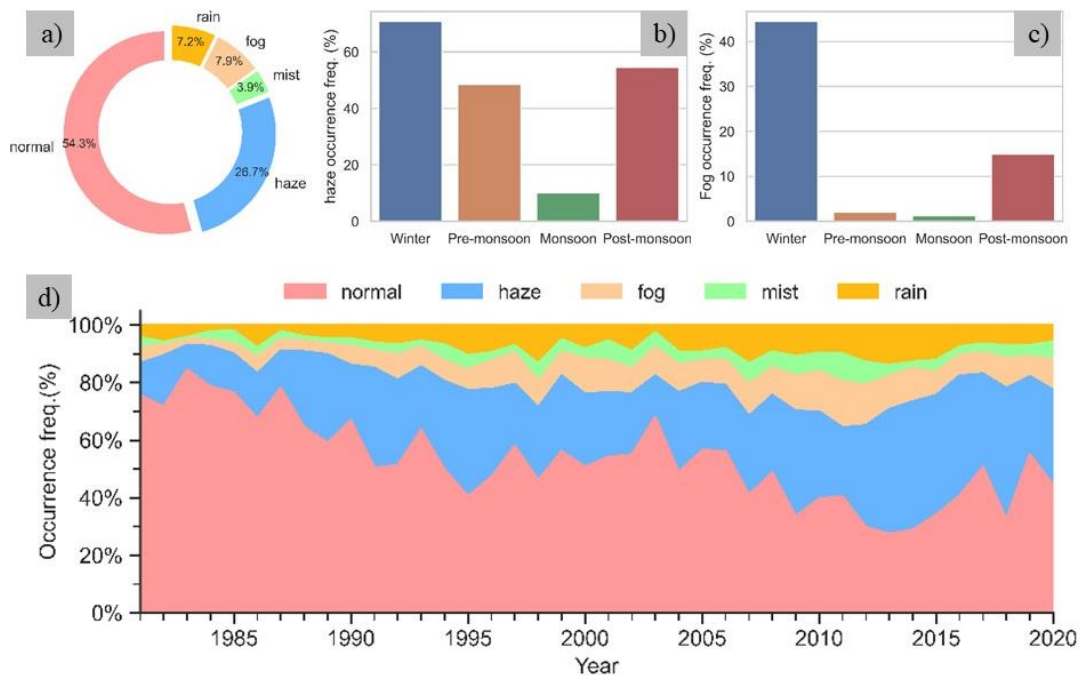 a)
rain
7.2%
fog
7.9%
mist
3.9%
normal
54.3%
26.7%
haze
b)
haze occurrence freq. (%)
60
40
20
0
Winter Pre-monsoon Monsoon Post-monsoon
c)
Fog occurrence freq. (%)
40
30
20
10
0
Winter Pre-monsoon Monsoon Post-monsoon
d)
normal haze fog mist rain
Occurrence freq.(%)
100%
80%
60%
40%
20%
0%
1985 1990 1995 2000 2005 2010 2015 2020
Year